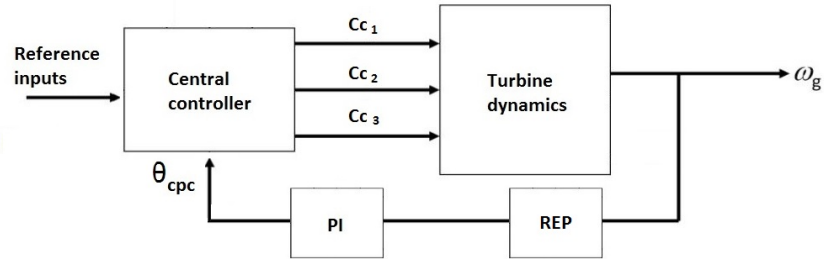 Reference
inputs
Central
controller
Cc 1
Cc 2
Cc 3
Turbine
dynamics
ωg
θcpc
PI
REP